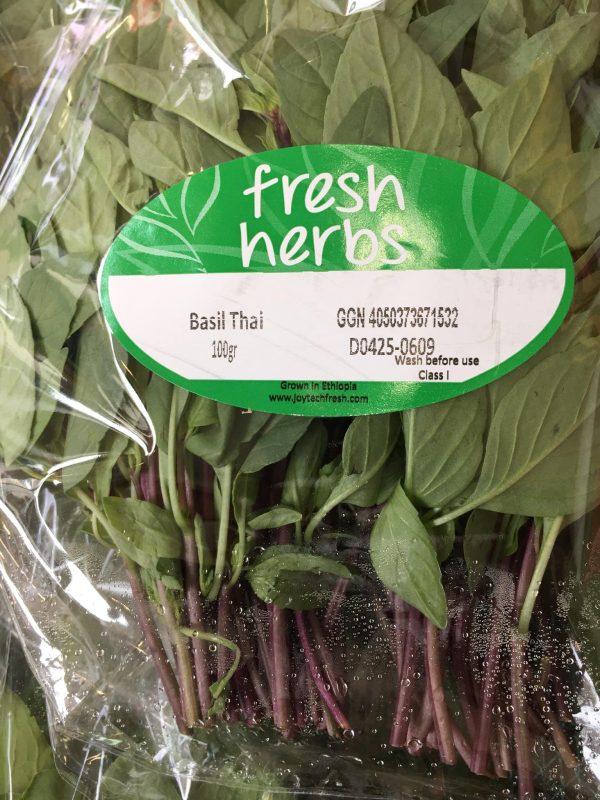 fresh
herbs
Basil Thai GGN 4050373671532
100gr D0425-0609
Wash before use
Class I
Grown in Ethiopia
www.joytechfresh.com